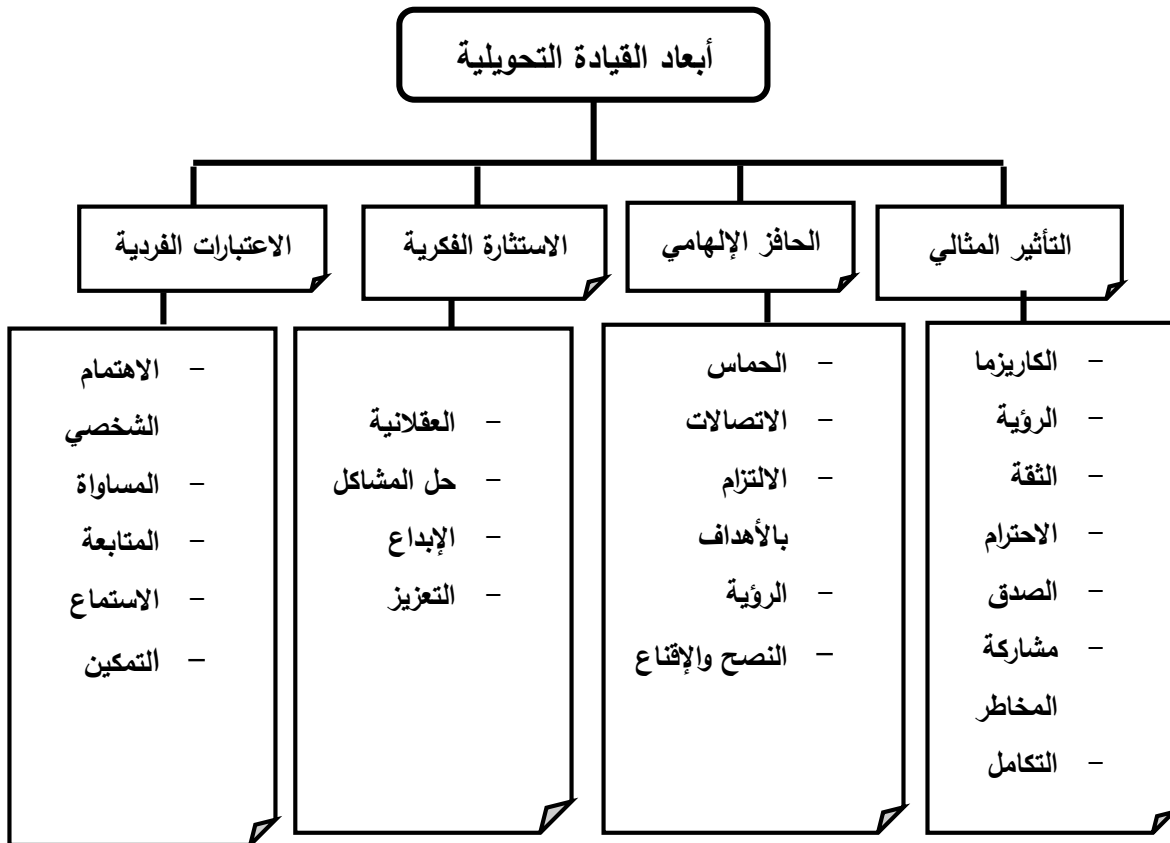 أبعاد القيادة التحويلية
التأثير المثالي
الحافز الإلهامي
الاستثارة الفكرية
الاعتبارات الفردية
- الكاريزما
- الرؤية
- الثقة
- الاحترام
- الصدق
- مشاركة
المخاطر
- التكامل
- الحماس
- الاتصالات
- الالتزام
بالأهداف
- الرؤية
- النصح والإقناع
- العقلانية
- حل المشاكل
- الإبداع
- التعزيز
- الاهتمام
الشخصي
- المساواة
- المتابعة
- الاستماع
- التمكين